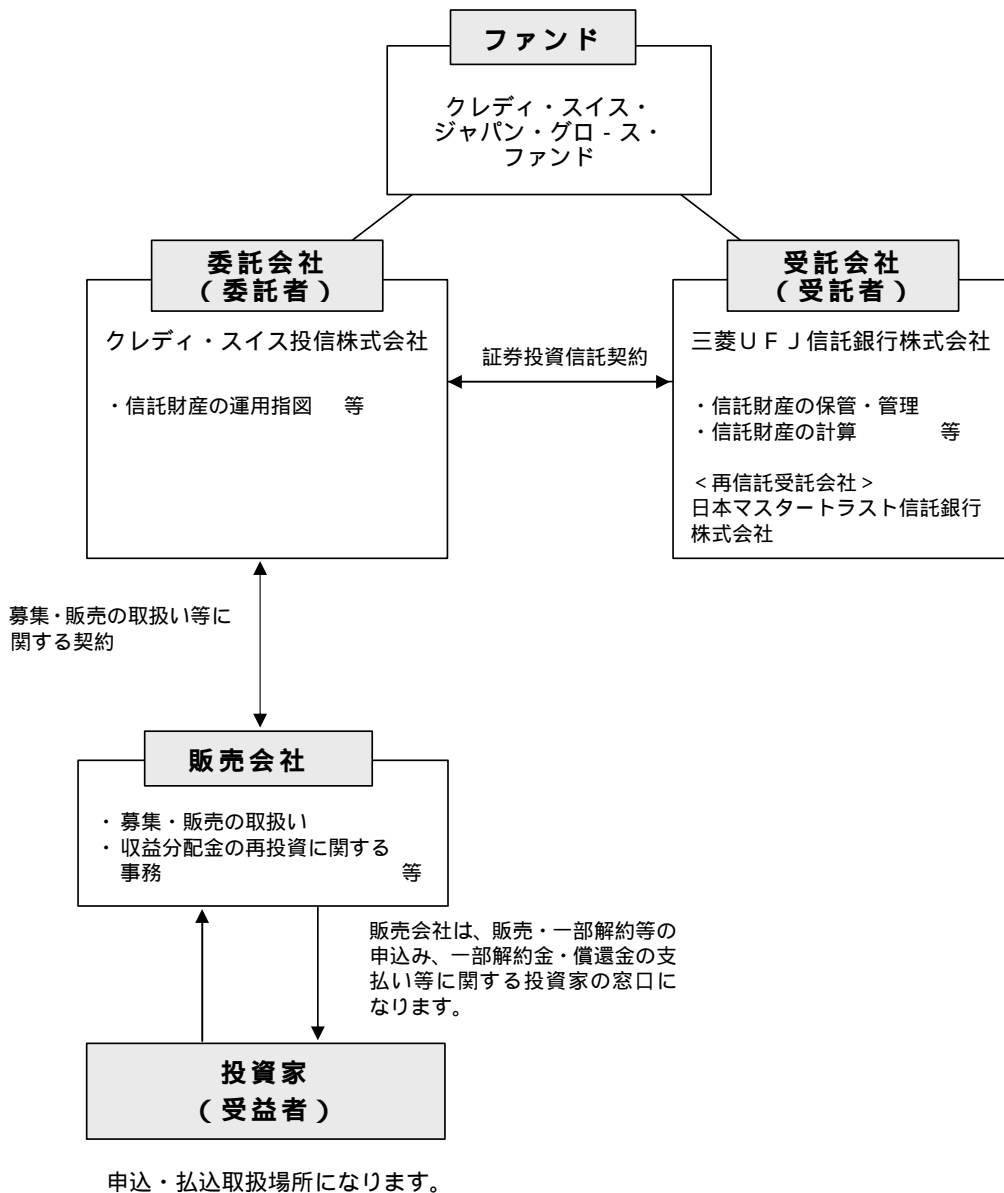 ファンド
クレディ・スイス・
ジャパン・グロ－ス・
ファンド
委託会社
（委託者）
クレディ・スイス投信株式会社
・信託財産の運用指図　等
証券投資信託契約
受託会社
（受託者）
三菱ＵＦＪ信託銀行株式会社
・信託財産の保管・管理
・信託財産の計算　等
＜再信託受託会社＞
日本マスタートラスト信託銀行
株式会社
募集・販売の取扱い等に
関する契約
販売会社
・募集・販売の取扱い
・収益分配金の再投資に関する
事務　等
販売会社は、販売・一部解約等の
申込み、一部解約金・償還金の支
払い等に関する投資家の窓口に
なります。
投資家
（受益者）
申込・払込取扱場所になります。